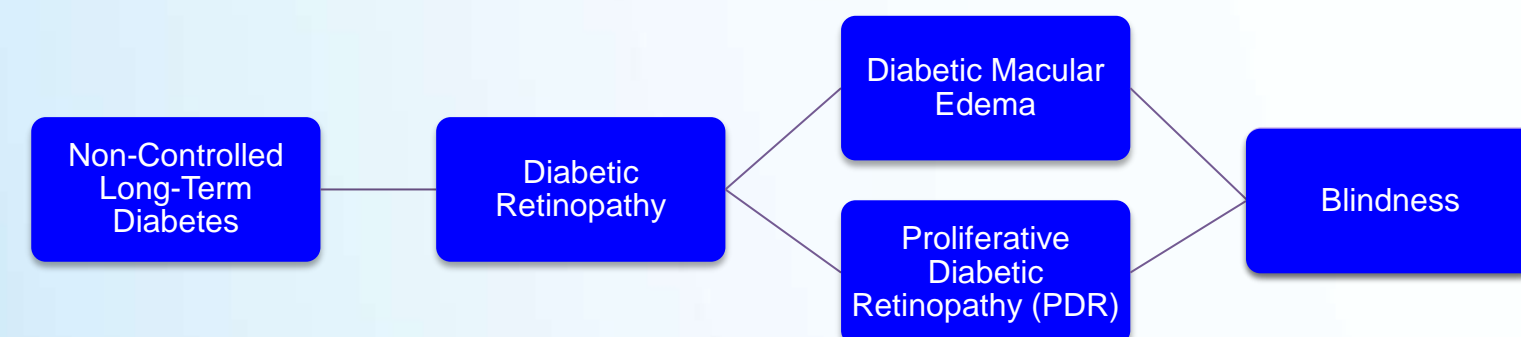 Non-Controlled
Long-Term
Diabetes
Diabetic
Retinopathy
Diabetic Macular
Edema
Proliferative
Diabetic
Retinopathy (PDR)
Blindness